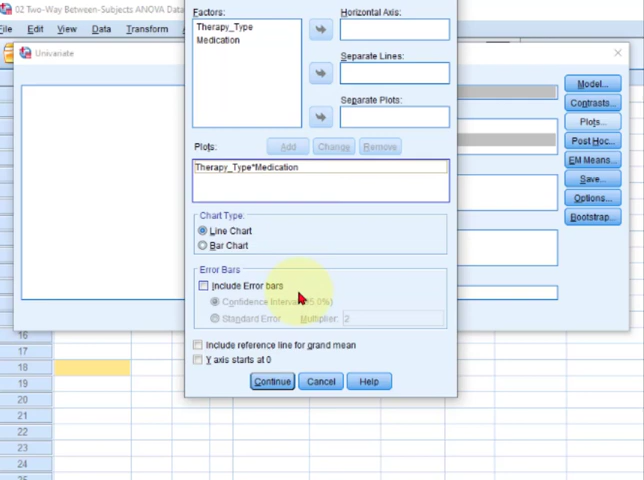 02 Two-Way Between-Subjects ANOVA Data
Edit View Data Transform
Univariate
Factors:
Therapy_Type
Medication
Horizontal Axis:
Separate Lines:
Separate Plots:
Plots:
Add
Change
Remove
Therapy_Type*Medication
Chart Type:
Line Chart
Bar Chart
Error Bars
Include Error bars
Confidence Interval (95.0%)
Standard Error Multiplier: 2
Include reference line for grand mean
Y axis starts at 0
Continue
Cancel
Help
Model...
Contrasts...
Plots...
Post Hoc...
EM Means...
Save...
Options...
Bootstrap...
16
17
18
19
20
21
22
23
24
25